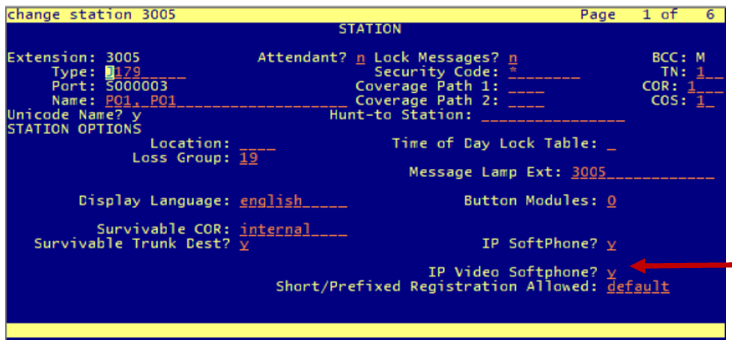 change station 3005 Page 1 of 6
STATION
Extension: 3005 Attendant? n Lock Messages? n BCC: M
Type: J179 Security Code: * TN: 1
Port: S000003 Coverage Path 1: COR: 1
Name: PO1, PO1 Coverage Path 2: COS: 1
Unicode Name? y Hunt-to Station:
STATION OPTIONS
Location: Time of Day Lock Table:
Loss Group: 19
Message Lamp Ext: 3005
Display Language: english Button Modules: 0
Survivable COR: internal
Survivable Trunk Dest? y IP SoftPhone? y
IP Video Softphone? y
Short/Prefixed Registration Allowed: default